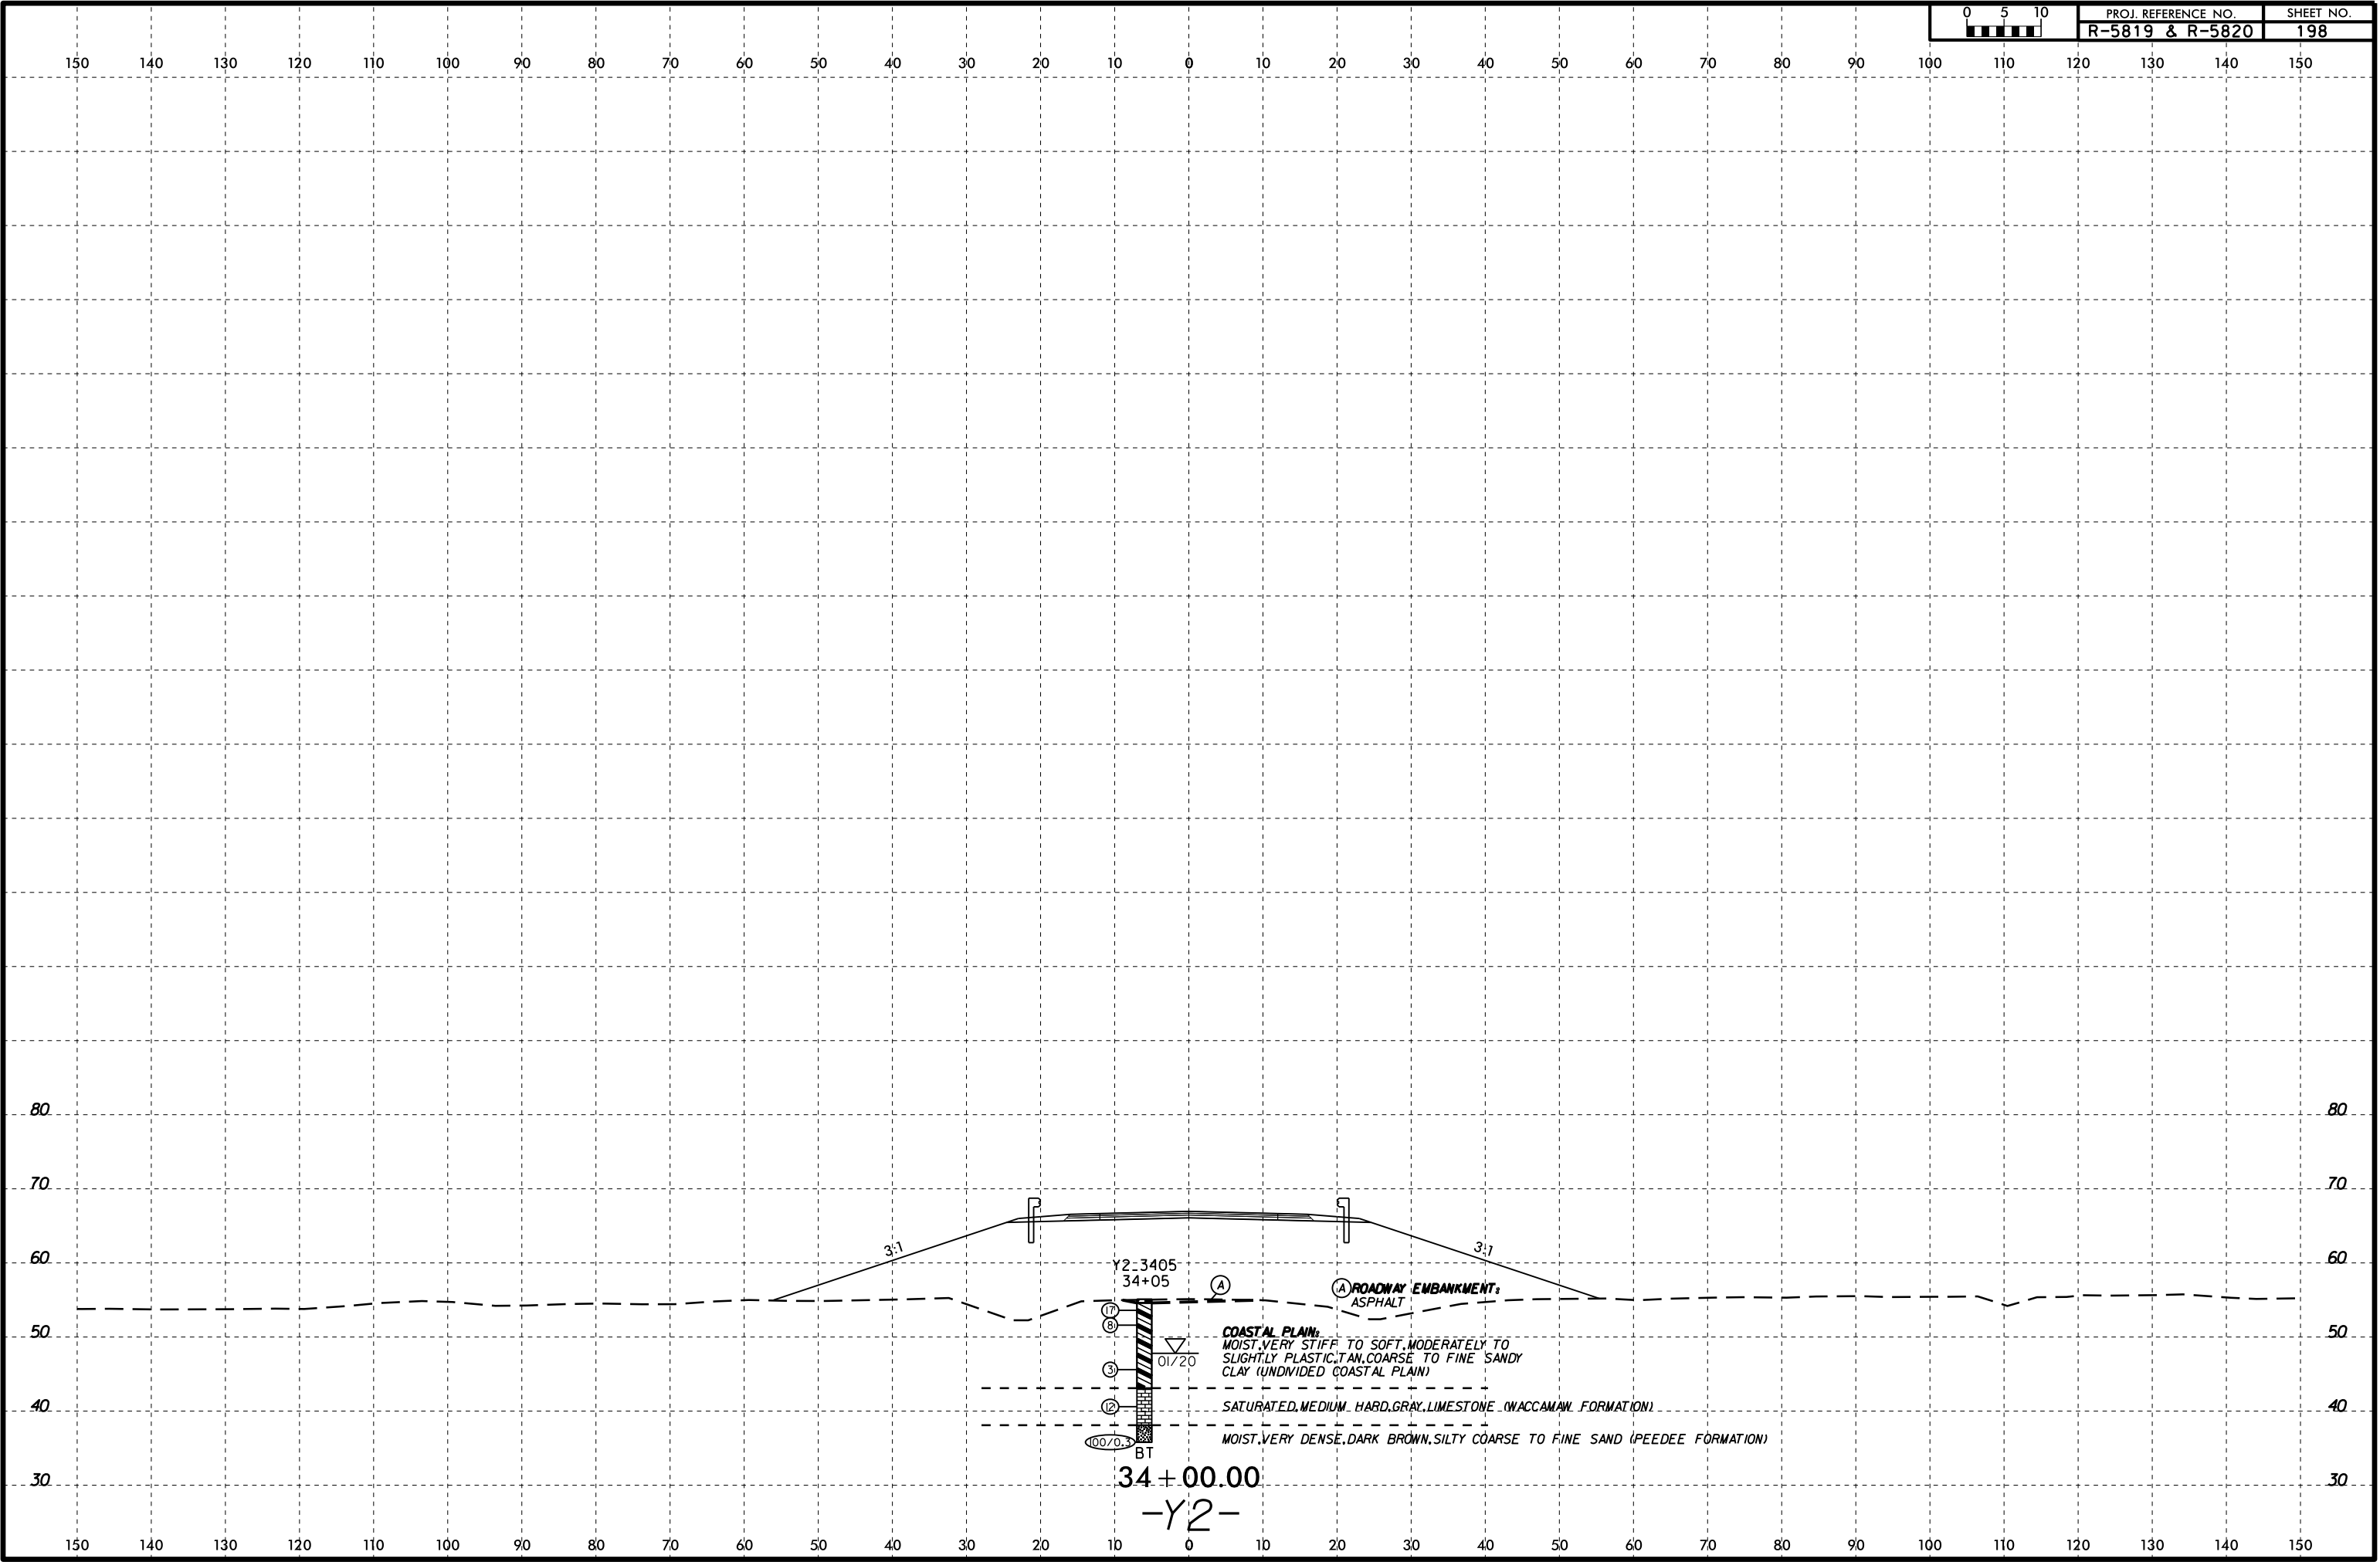 0 5 10
PROJ. REFERENCE NO. SHEET NO.
R-5819 & R-5820 198
150 140 130 120 110 100 90 80 70 60 50 40 30 20 10 0 10 20 30 40 50 60 70 80 90 100 110 120 130 140 150
80 80
70 70
3:1 3:1
60 60
Y2_3405
34+05
A
A ROADWAY EMBANKMENT:
ASPHALT
17
8
50 50
COASTAL PLAIN:
MOIST,VERY STIFF TO SOFT,MODERATELY TO
SLIGHTLY PLASTIC,TAN,COARSE TO FINE SANDY
CLAY (UNDIVIDED COASTAL PLAIN)
01/20
3
40 40
12
SATURATED,MEDIUM HARD,GRAY,LIMESTONE (WACCAMAW FORMATION)
100/0.3
MOIST,VERY DENSE,DARK BROWN,SILTY COARSE TO FINE SAND (PEEDEE FORMATION)
BT
30 30
34+00.00
-Y2-
150 140 130 120 110 100 90 80 70 60 50 40 30 20 10 0 10 20 30 40 50 60 70 80 90 100 110 120 130 140 150